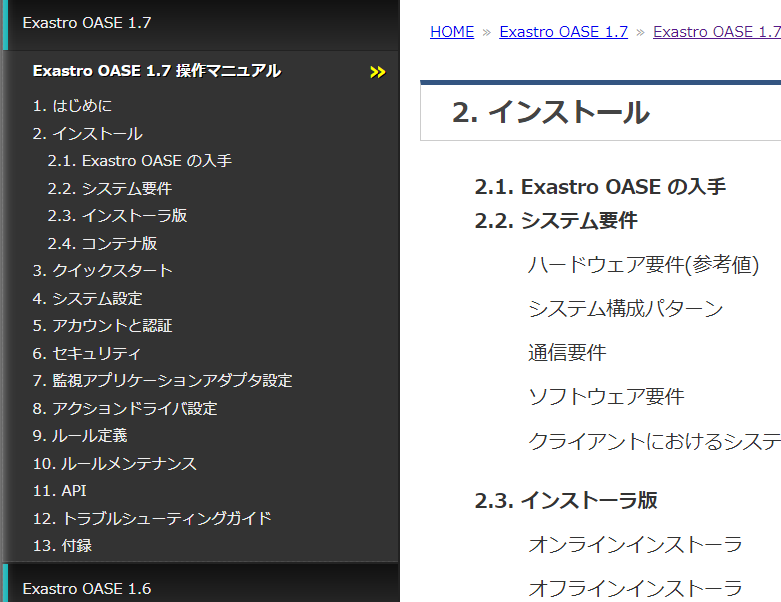 Exastro OASE 1.7
Exastro OASE 1.7 操作マニュアル »
1. はじめに
2. インストール
2.1. Exastro OASE の入手
2.2. システム要件
2.3. インストーラ版
2.4. コンテナ版
3. クイックスタート
4. システム設定
5. アカウントと認証
6. セキュリティ
7. 監視アプリケーションアダプタ設定
8. アクションドライバ設定
9. ルール定義
10. ルールメンテナンス
11. API
12. トラブルシューティングガイド
13. 付録
Exastro OASE 1.6
HOME » Exastro OASE 1.7 » Exastro OASE 1.7
2. インストール
2.1. Exastro OASE の入手
2.2. システム要件
ハードウェア要件(参考値)
システム構成パターン
通信要件
ソフトウェア要件
クライアントにおけるシステ
2.3. インストーラ版
オンラインインストーラ
オフラインインストーラ